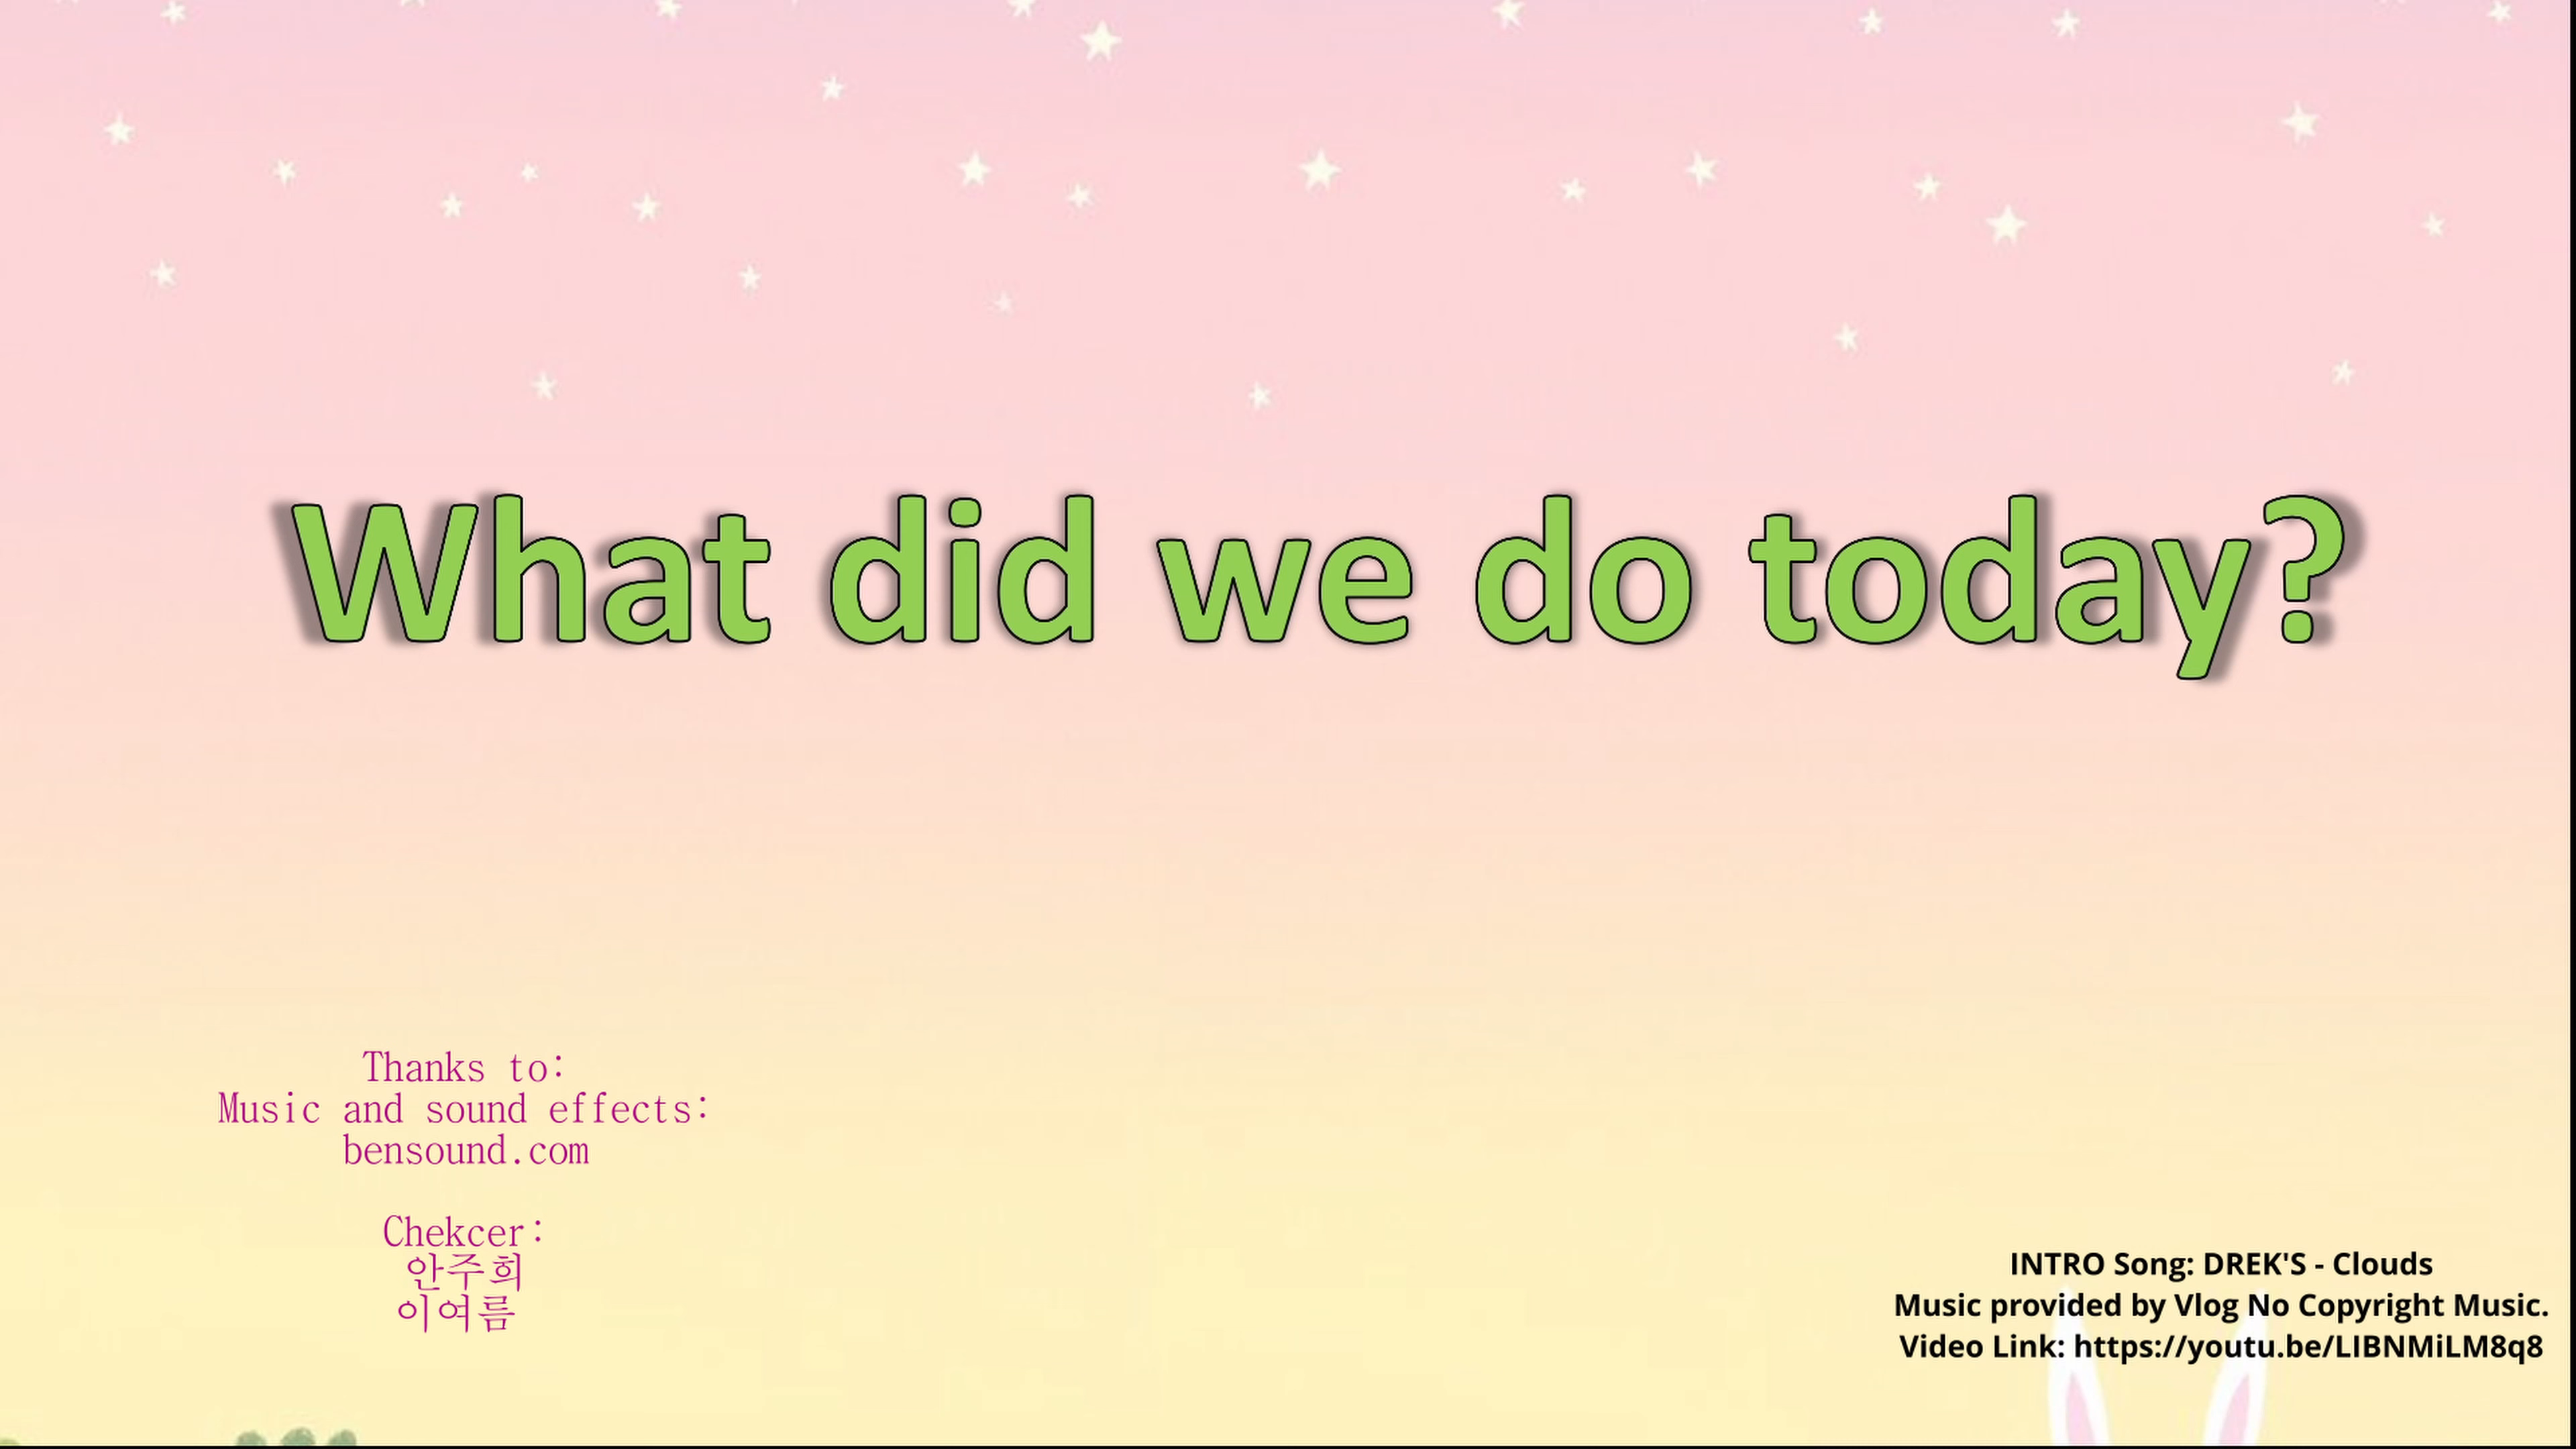 What did we do today?
Thanks to:
Music and sound effects:
bensound.com
Chekcer:
안주희
이여름
INTRO Song: DREK'S - Clouds
Music provided by Vlog No Copyright Music.
Video Link: https://youtu.be/LIBNMiLM8q8